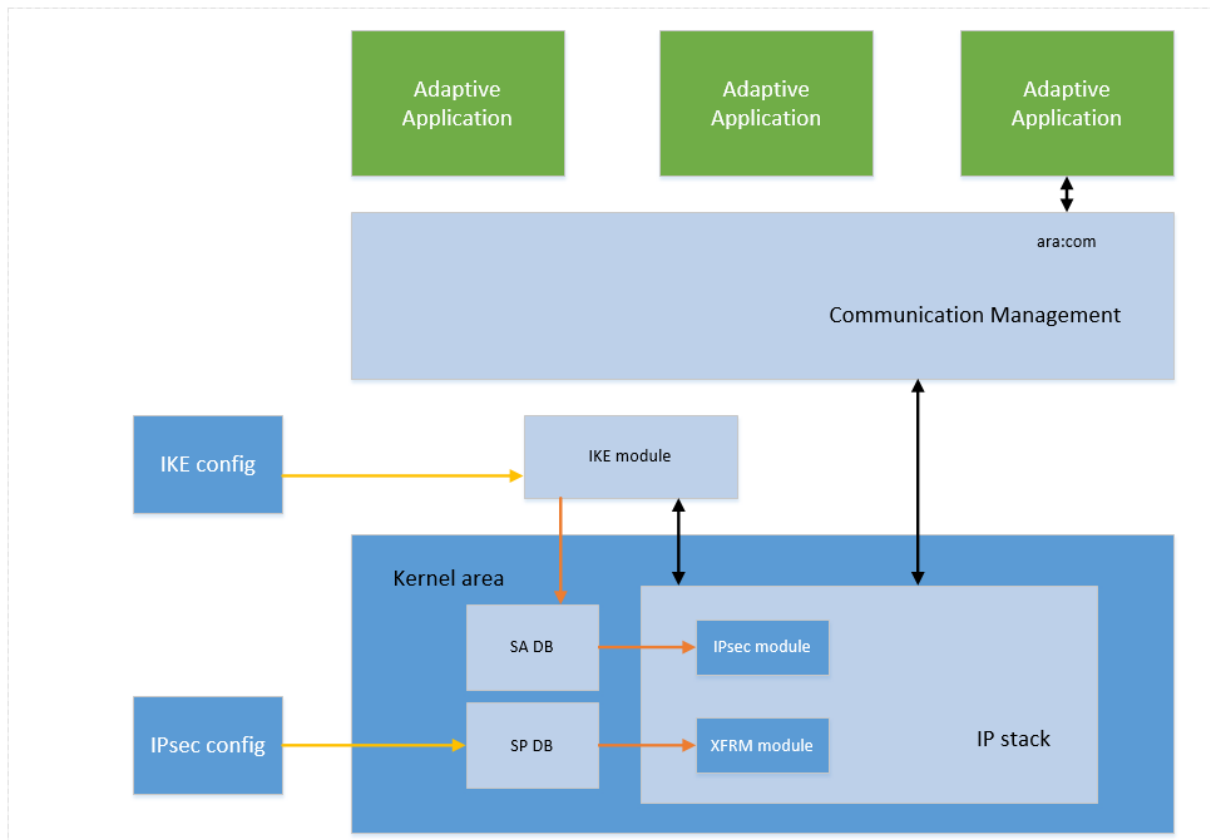 Adaptive
Application
Adaptive
Application
Adaptive
Application
ara:com
Communication Management
IKE config
IKE module
Kernel area
SA DB
IPsec module
IPsec config
SP DB
XFRM module
IP stack